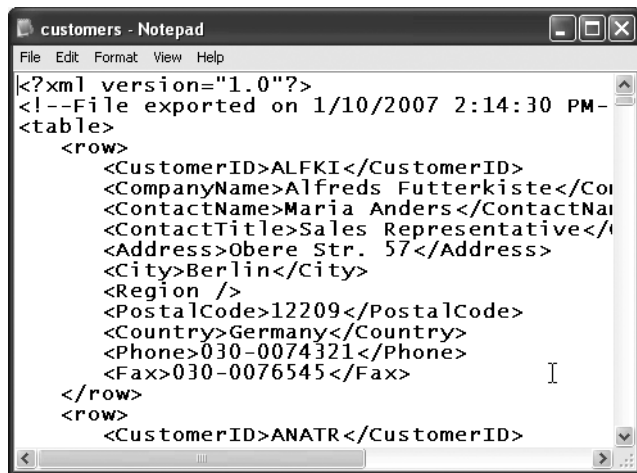 customers - Notepad
File Edit Format View Help
<?xml version="1.0"?>
<!--File exported on 1/10/2007 2:14:30 PM-
<table>
<row>
<CustomerID>ALFKI</CustomerID>
<CompanyName>Alfreds Futterkiste</Co
<ContactName>Maria Anders</ContactNa
<ContactTitle>Sales Representative</
<Address>Obere Str. 57</Address>
<City>Berlin</City>
<Region />
<PostalCode>12209</PostalCode>
<Country>Germany</Country>
<Phone>030-0074321</Phone>
<Fax>030-0076545</Fax>
</row>
<row>
<CustomerID>ANATR</CustomerID>